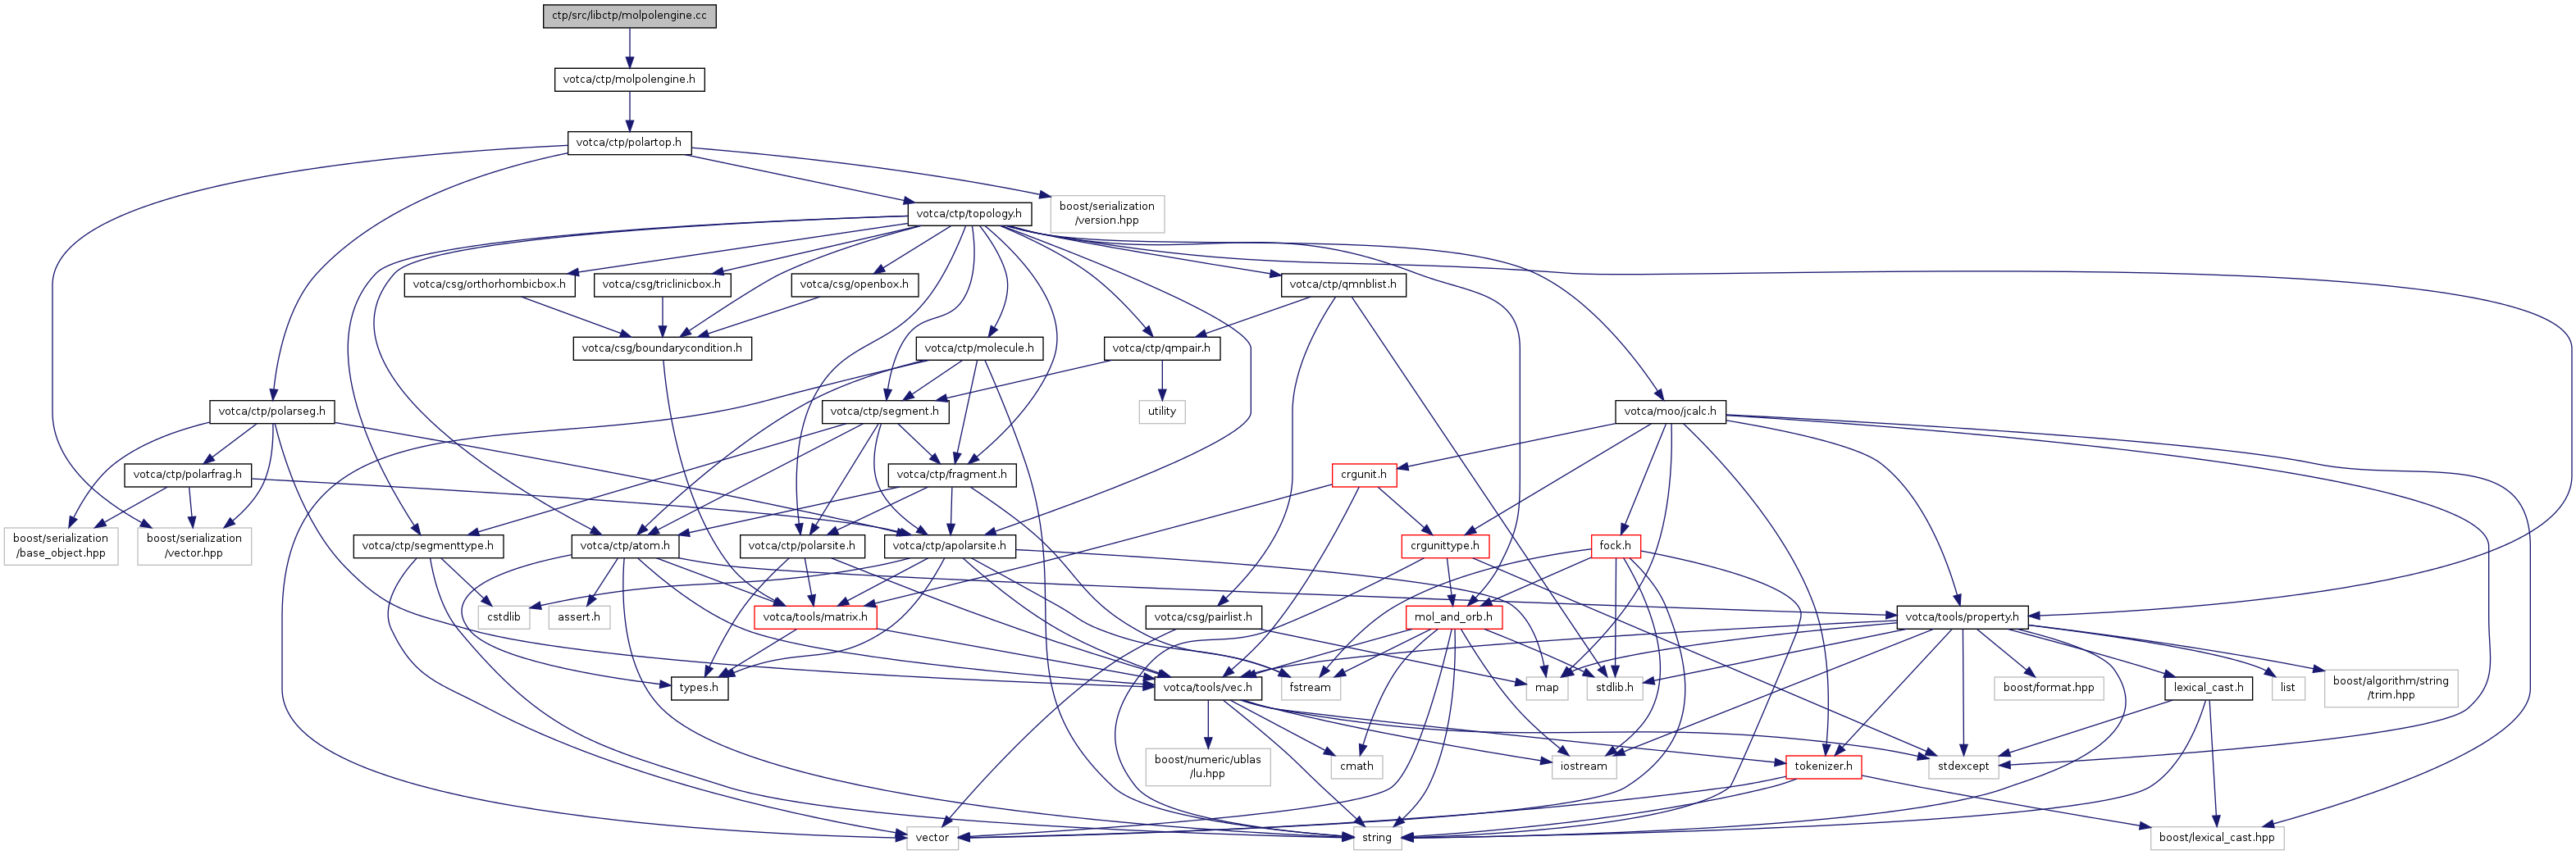 ctp/src/libctp/molpolengine.cc
votca/ctp/molpolengine.h
votca/ctp/polartop.h
boost/serialization
/version.hpp
votca/ctp/topology.h
votca/csg/orthorhombicbox.h
votca/csg/triclinicbox.h
votca/csg/openbox.h
votca/ctp/qmnblist.h
votca/csg/boundarycondition.h
votca/ctp/molecule.h
votca/ctp/qmpair.h
votca/ctp/polarseg.h
votca/ctp/segment.h
utility
votca/moo/jcalc.h
votca/ctp/polarfrag.h
votca/ctp/fragment.h
crgunit.h
boost/serialization
/base_object.hpp
boost/serialization
/vector.hpp
votca/ctp/segmenttype.h
votca/ctp/atom.h
votca/ctp/polarsite.h
votca/ctp/apolarsite.h
crgunittype.h
fock.h
cstdlib
assert.h
votca/tools/matrix.h
votca/csg/pairlist.h
mol_and_orb.h
votca/tools/property.h
types.h
votca/tools/vec.h
fstream
map
stdlib.h
boost/format.hpp
lexical_cast.h
list
boost/algorithm/string
/trim.hpp
boost/numeric/ublas
/lu.hpp
cmath
iostream
tokenizer.h
stdexcept
vector
string
boost/lexical_cast.hpp